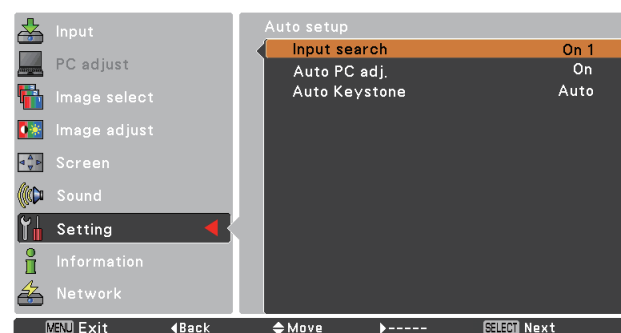 Input
PC adjust
Image select
Image adjust
Screen
Sound
Setting
Information
Network
Auto setup
Input search On 1
Auto PC adj. On
Auto Keystone Auto
MENU Exit Back Move ----- SELECT Next